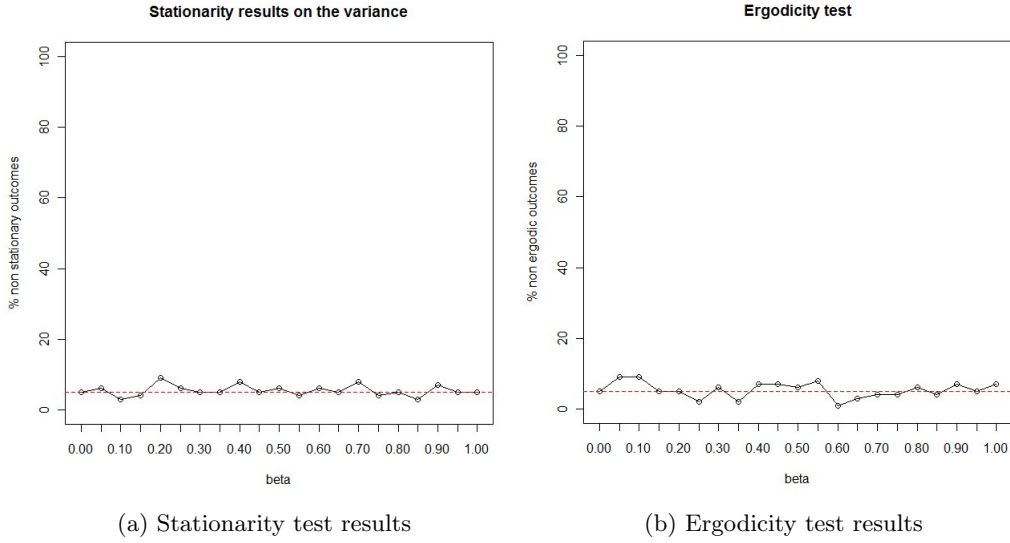 Stationarity results on the variance
% non stationary outcomes
100
80
60
40
20
0
0.00 0.10 0.20 0.30 0.40 0.50 0.60 0.70 0.80 0.90 1.00
beta
(a) Stationarity test results
Ergodicity test
% non ergodic outcomes
100
80
60
40
20
0
0.00 0.10 0.20 0.30 0.40 0.50 0.60 0.70 0.80 0.90 1.00
beta
(b) Ergodicity test results